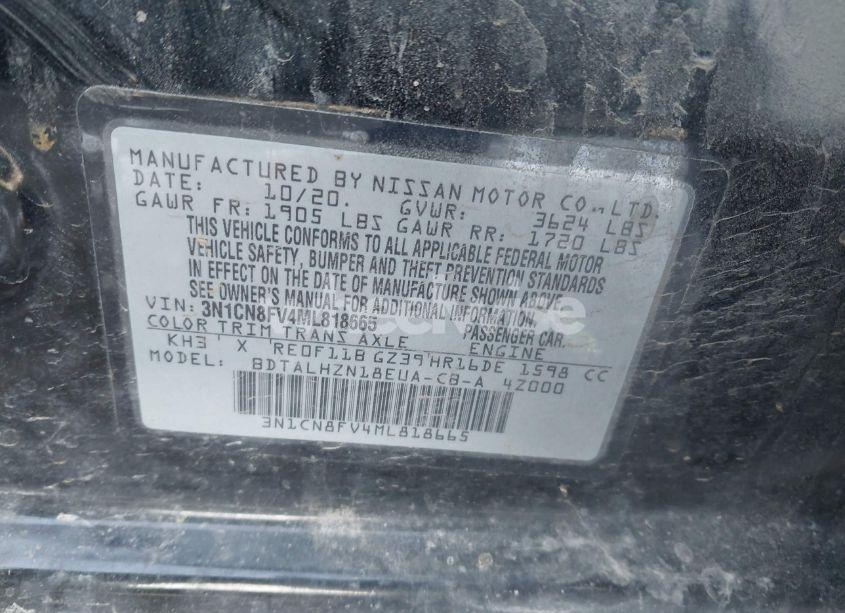 MANUFACTURED BY NISSAN MOTOR CO.,LTD.
DATE: 10/20. GVWR: 3624 LBS
GAWR FR: 1905 LBS GAWR RR: 1720 LBS
THIS VEHICLE CONFORMS TO ALL APPLICABLE FEDERAL MOTOR
VEHICLE SAFETY, BUMPER AND THEFT PREVENTION STANDARDS
IN EFFECT ON THE DATE OF MANUFACTURE SHOWN ABOVE.
SEE OWNER'S MANUAL FOR ADDITIONAL INFORMATION.
VIN: 3N1CN8FV4ML818665 PASSENGER CAR.
COLOR TRIM TRANS AXLE ENGINE
KH3 X RE0F11B GZ39 HR16DE 1598 CC
MODEL: BDTALHZN18EUA-CB-A 4Z000
3N1CN8FV4ML818665